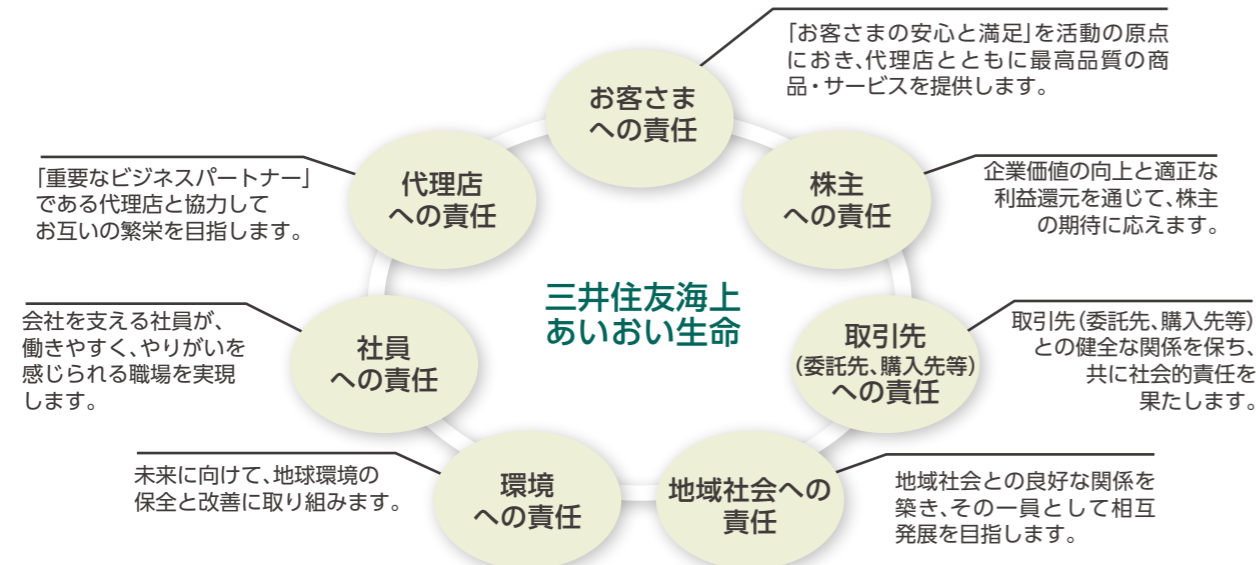 お客さま
への責任
「お客さまの安心と満足」を活動の原点
におき、代理店とともに最高品質の商
品・サービスを提供します。
株主
への責任
企業価値の向上と適正な
利益還元を通じて、株主
の期待に応えます。
取引先
(委託先、購入先等)
への責任
取引先(委託先、購入先等)
との健全な関係を保ち、
共に社会的責任を
果たします。
地域社会への
責任
地域社会との良好な関係を
築き、その一員として相互
発展を目指します。
環境
への責任
未来に向けて、地球環境の
保全と改善に取り組みます。
社員
への責任
会社を支える社員が、
働きやすく、やりがいを
感じられる職場を実現
します。
代理店
への責任
「重要なビジネスパートナー」
である代理店と協力して
お互いの繁栄を目指します。
三井住友海上
あいおい生命